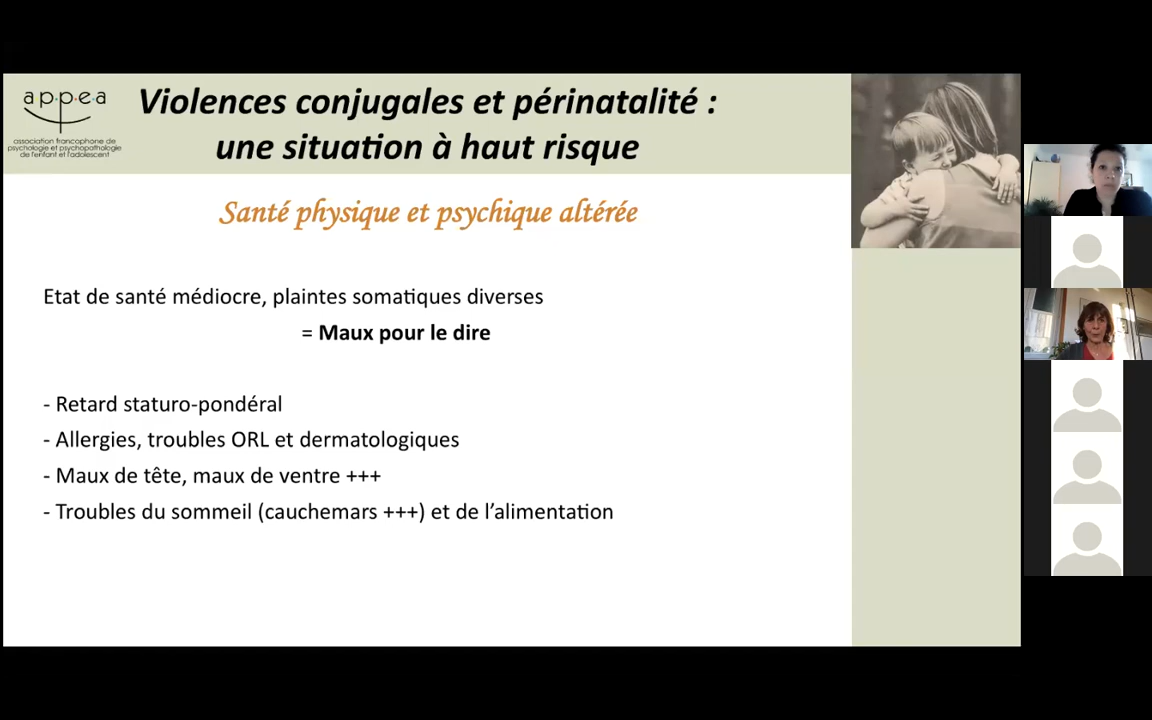 a·p·p·e·a
association francophone de
psychologie et psychopathologie
de l'enfant et l'adolescent
Violences conjugales et périnatalité :
une situation à haut risque
Santé physique et psychique altérée
Etat de santé médiocre, plaintes somatiques diverses
= Maux pour le dire
- Retard staturo-pondéral
- Allergies, troubles ORL et dermatologiques
- Maux de tête, maux de ventre +++
- Troubles du sommeil (cauchemars +++) et de l'alimentation